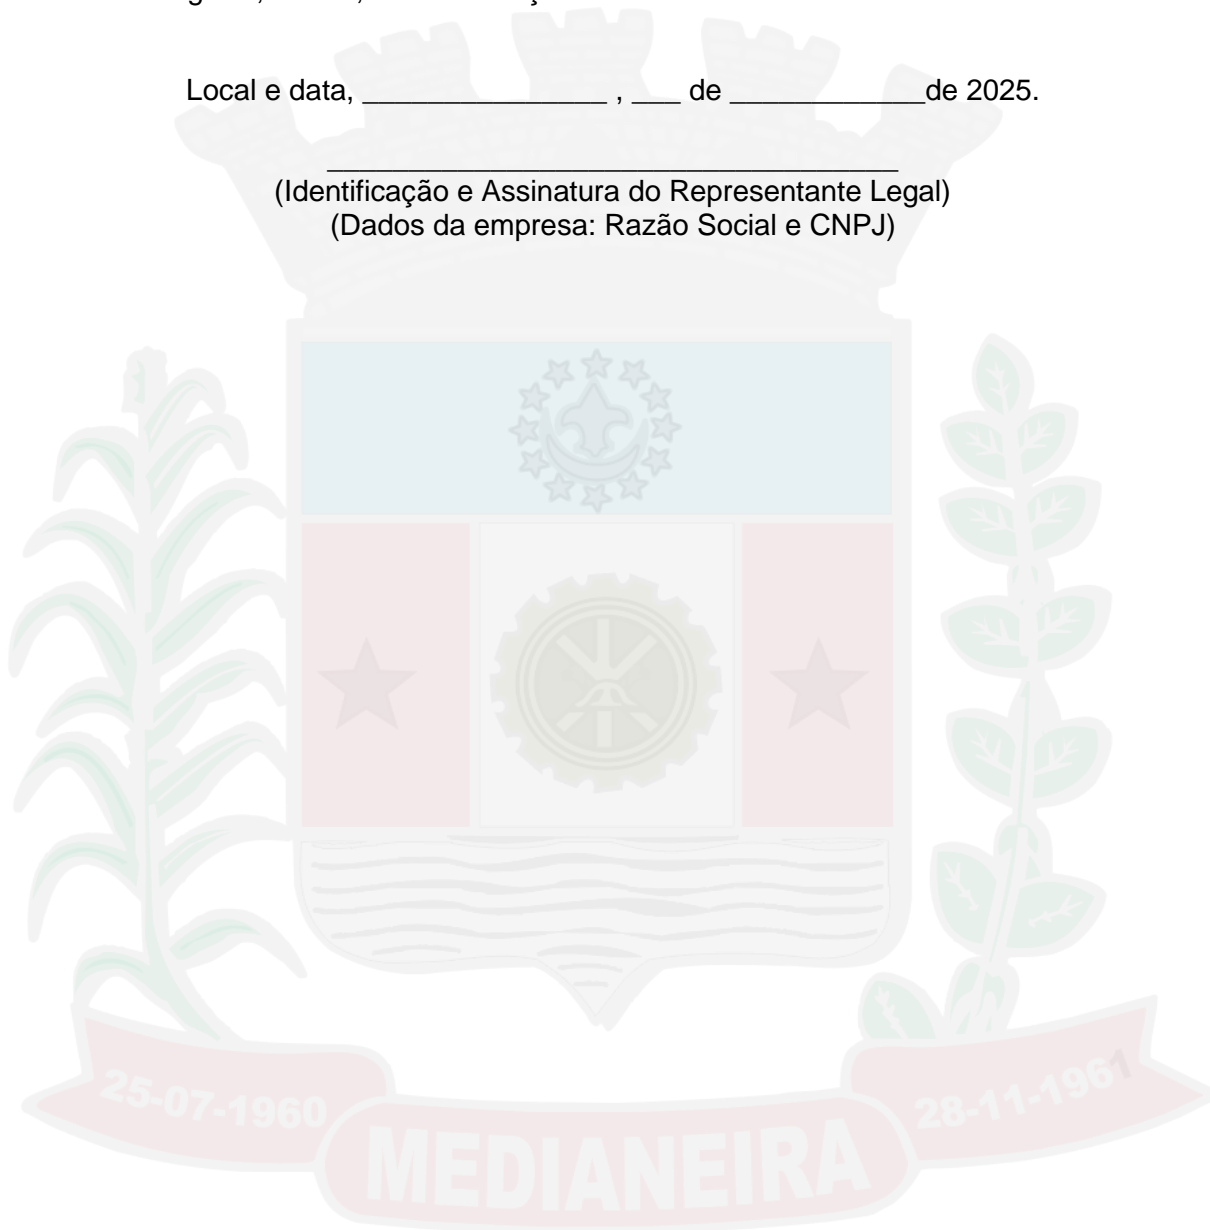 Local e data, _______________ , ___ de ____________de 2025.
___________________________________
(Identificação e Assinatura do Representante Legal)
(Dados da empresa: Razão Social e CNPJ)
25-07-1960
28-11-1961
MEDIANEIRA